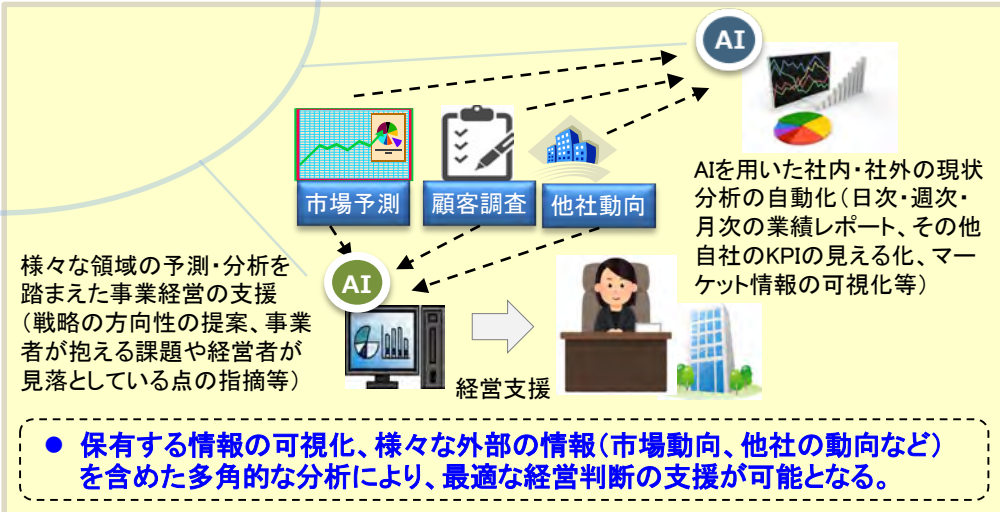 AI
市場予測
顧客調査
他社動向
AIを用いた社内・社外の現状
分析の自動化（日次・週次・
月次の業績レポート、その他
自社のKPIの見える化、マー
ケット情報の可視化等）
様々な領域の予測・分析を
踏まえた事業経営の支援
（戦略の方向性の提案、事業
者が抱える課題や経営者が
見落としている点の指摘等）
AI
経営支援
● 保有する情報の可視化、様々な外部の情報（市場動向、他社の動向など）
を含めた多角的な分析により、最適な経営判断の支援が可能となる。